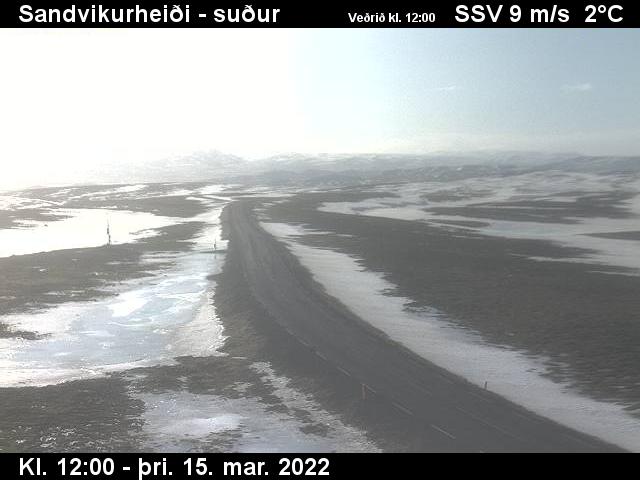 Sandvikurheiði - suður Veðrið kl. 12:00 SSV 9 m/s 2°C
Kl. 12:00 - þri. 15. mar. 2022